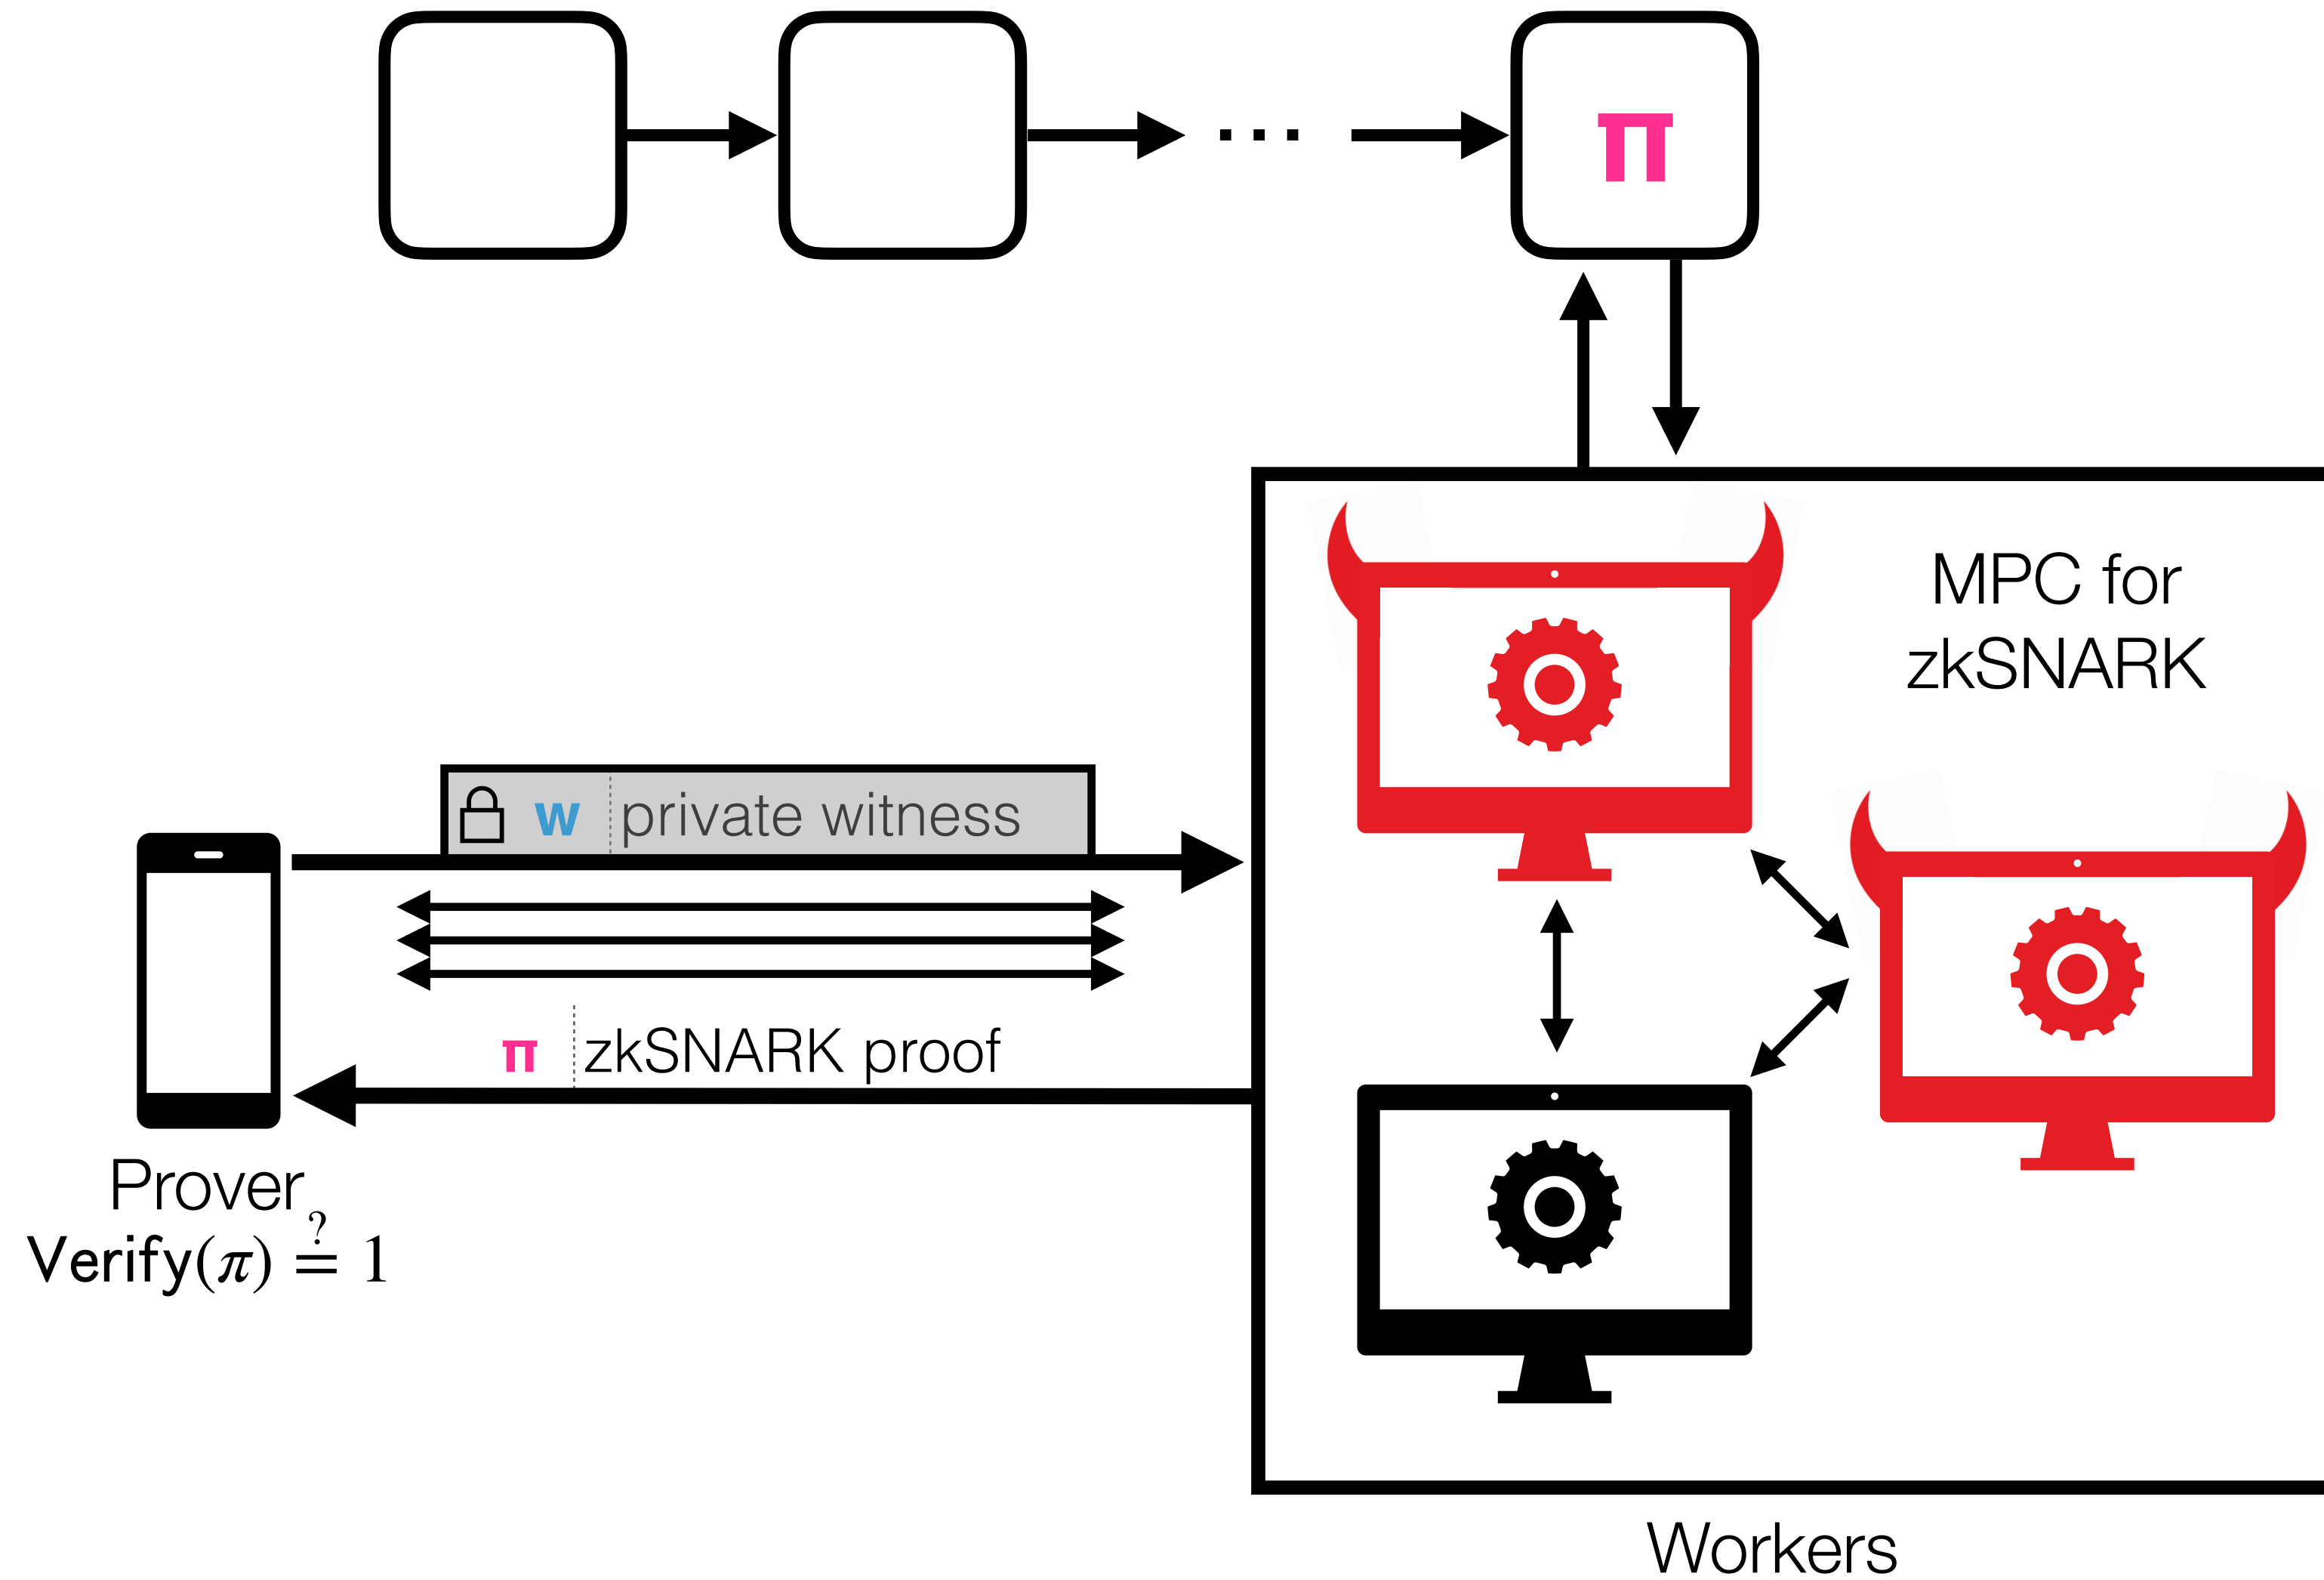 ...
π
MPC for
zkSNARK
w private witness
π zkSNARK proof
Prover
Verify(π) ≟ 1
Workers